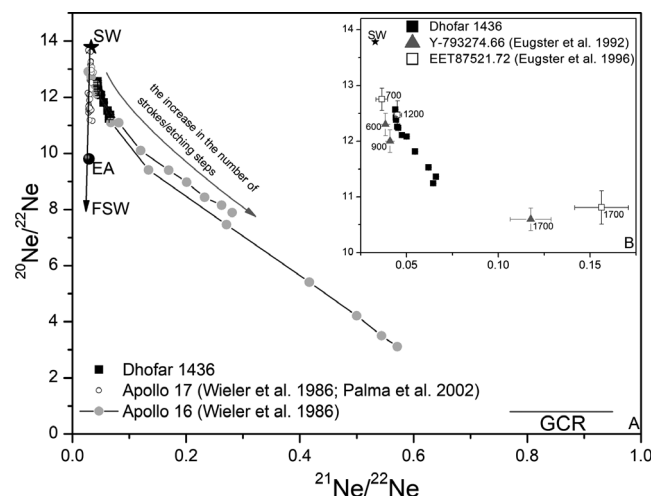 16
14
12
10
8
6
4
2
0
²⁰Ne/²²Ne
0.0
0.2
0.4
0.6
0.8
1.0
²¹Ne/²²Ne
SW
EA
FSW
the increase in the number of
strokes/etching steps
Dhofar 1436
Apollo 17 (Wieler et al. 1986; Palma et al. 2002)
Apollo 16 (Wieler et al. 1986)
GCR
A
14
13
12
11
10
0.05
0.10
0.15
SW
Dhofar 1436
Y-793274.66 (Eugster et al. 1992)
EET87521.72 (Eugster et al. 1996)
700
1200
600
900
1700
1700
B